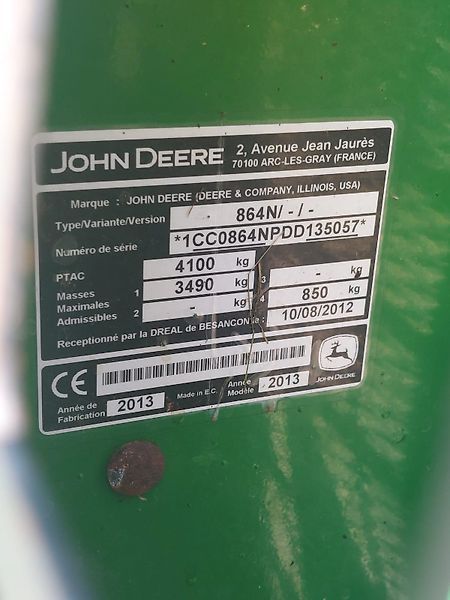 JOHN DEERE 2, Avenue Jean Jaurès
70100 ARC-LES-GRAY (FRANCE)
Marque : JOHN DEERE (DEERE & COMPANY, ILLINOIS, USA)
Type/Variante/Version 864N/ - / -
Numéro de série *1CC0864NPDD135057*
PTAC 4100 kg 3 - kg
Masses 1 3490 kg 4 850 kg
Maximales
Admissibles 2 - kg 10/08/2012
Receptionné par la DREAL de BESANCON le :
CE
Année de Fabrication 2013 Made in E.C. Année Modèle 2013 JOHN DEERE